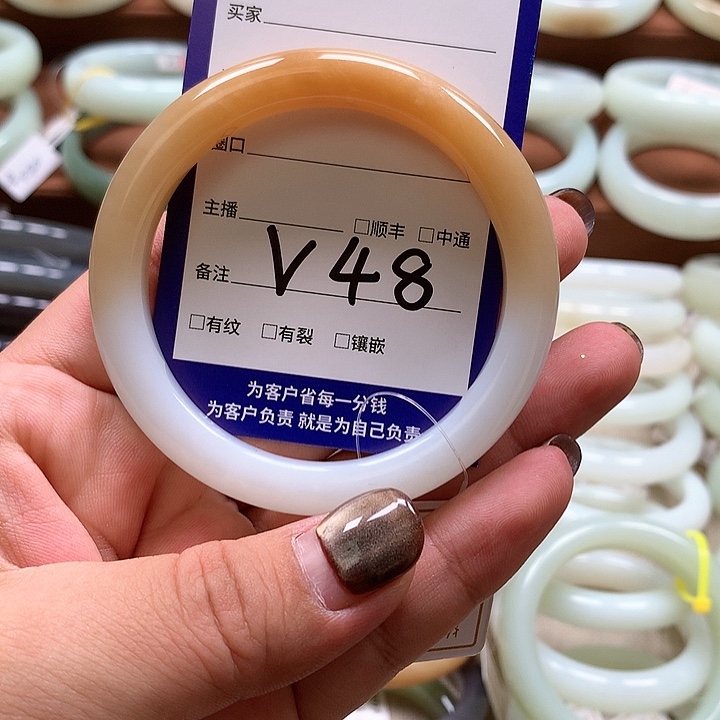 买家
圈口
主播 □顺丰 □中通
备注 V48
□有纹 □有裂 □镶嵌
为客户省每一分钱
为客户负责 就是为自己负责